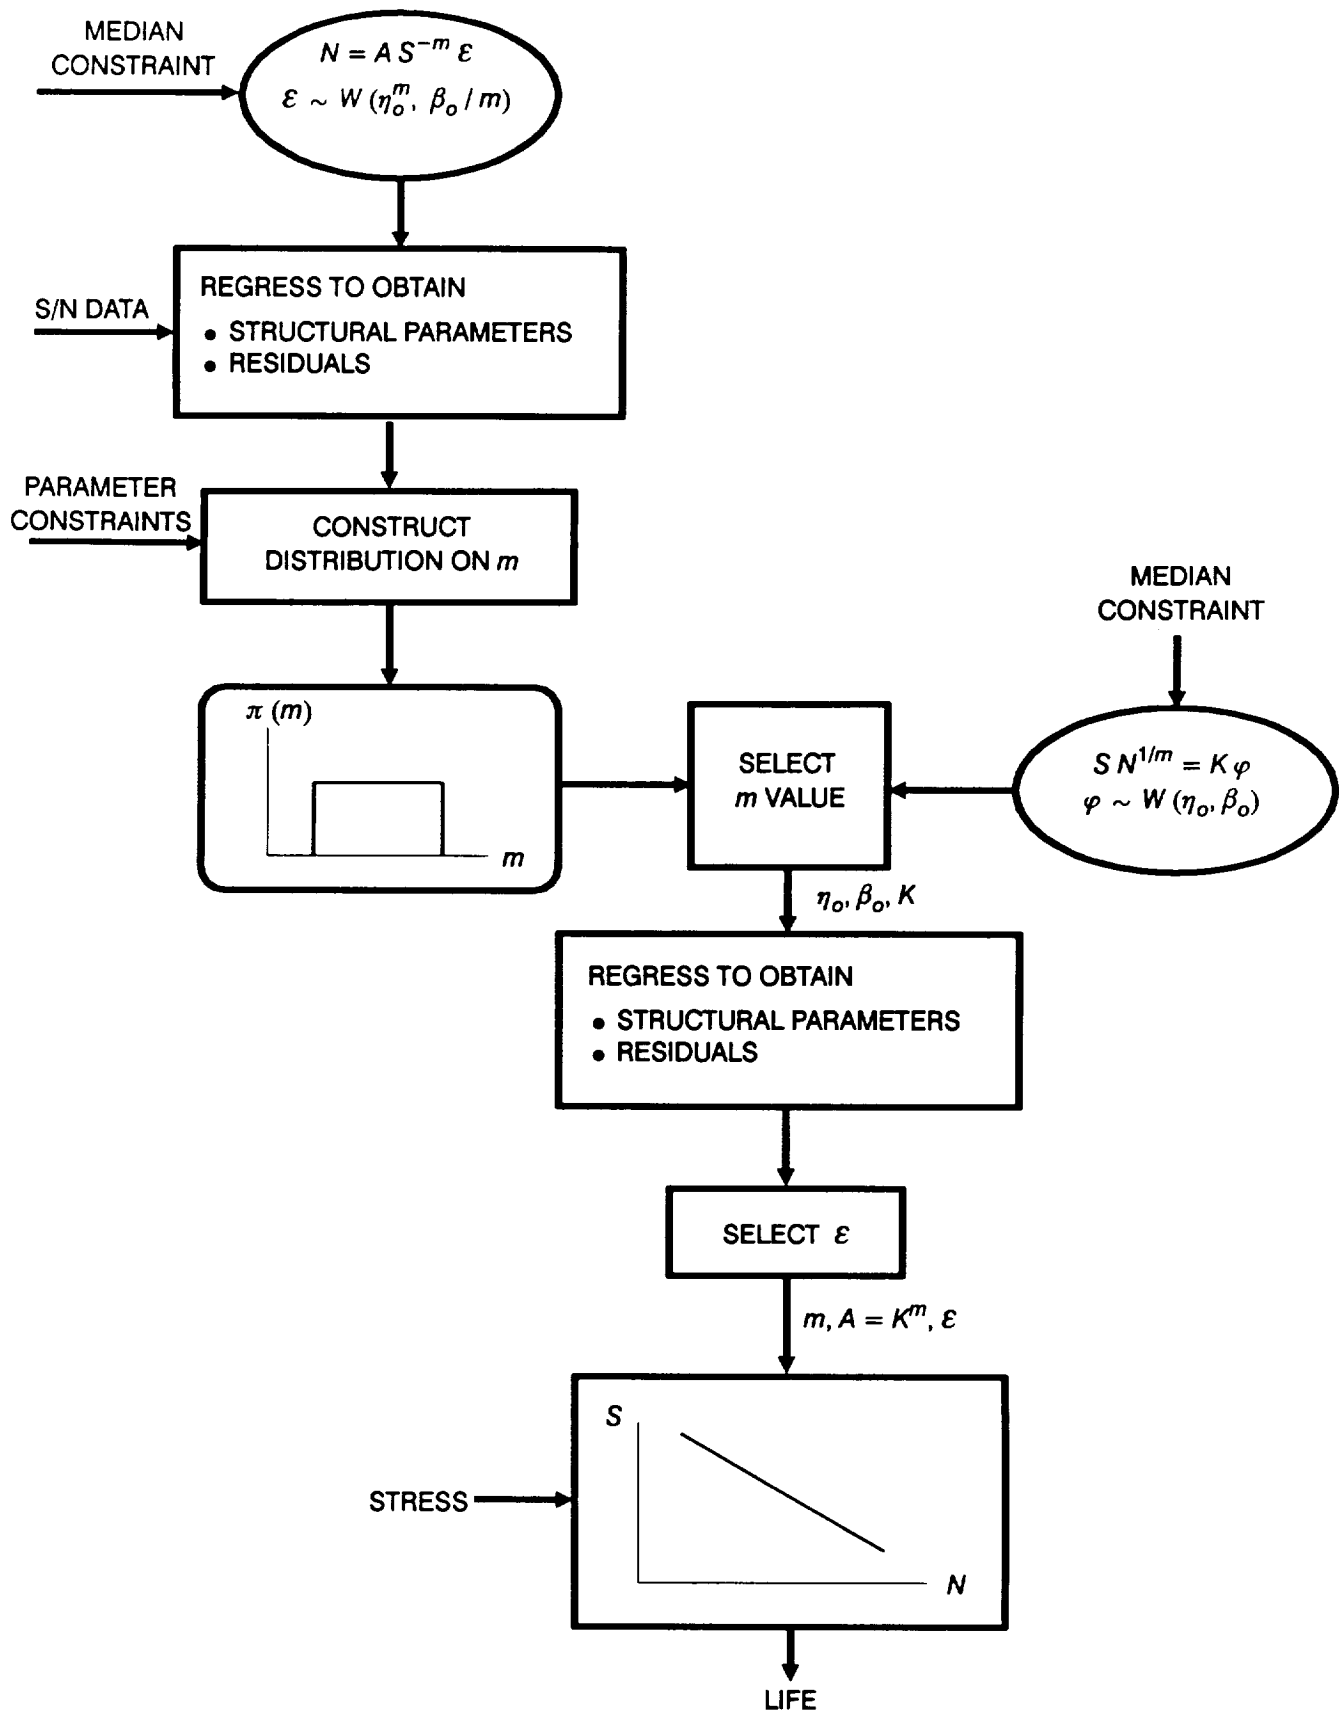 MEDIAN
CONSTRAINT
N = A S^{-m} ℰ
ℰ ~ W (η_o^m, β_o / m)
REGRESS TO OBTAIN
S/N DATA
• STRUCTURAL PARAMETERS
• RESIDUALS
PARAMETER
CONSTRAINTS
CONSTRUCT
DISTRIBUTION ON m
MEDIAN
CONSTRAINT
π (m)
m
SELECT
m VALUE
S N^{1/m} = K φ
φ ~ W (η_o, β_o)
η_o, β_o, K
REGRESS TO OBTAIN
• STRUCTURAL PARAMETERS
• RESIDUALS
SELECT ℰ
m, A = K^m, ℰ
S
STRESS
N
LIFE